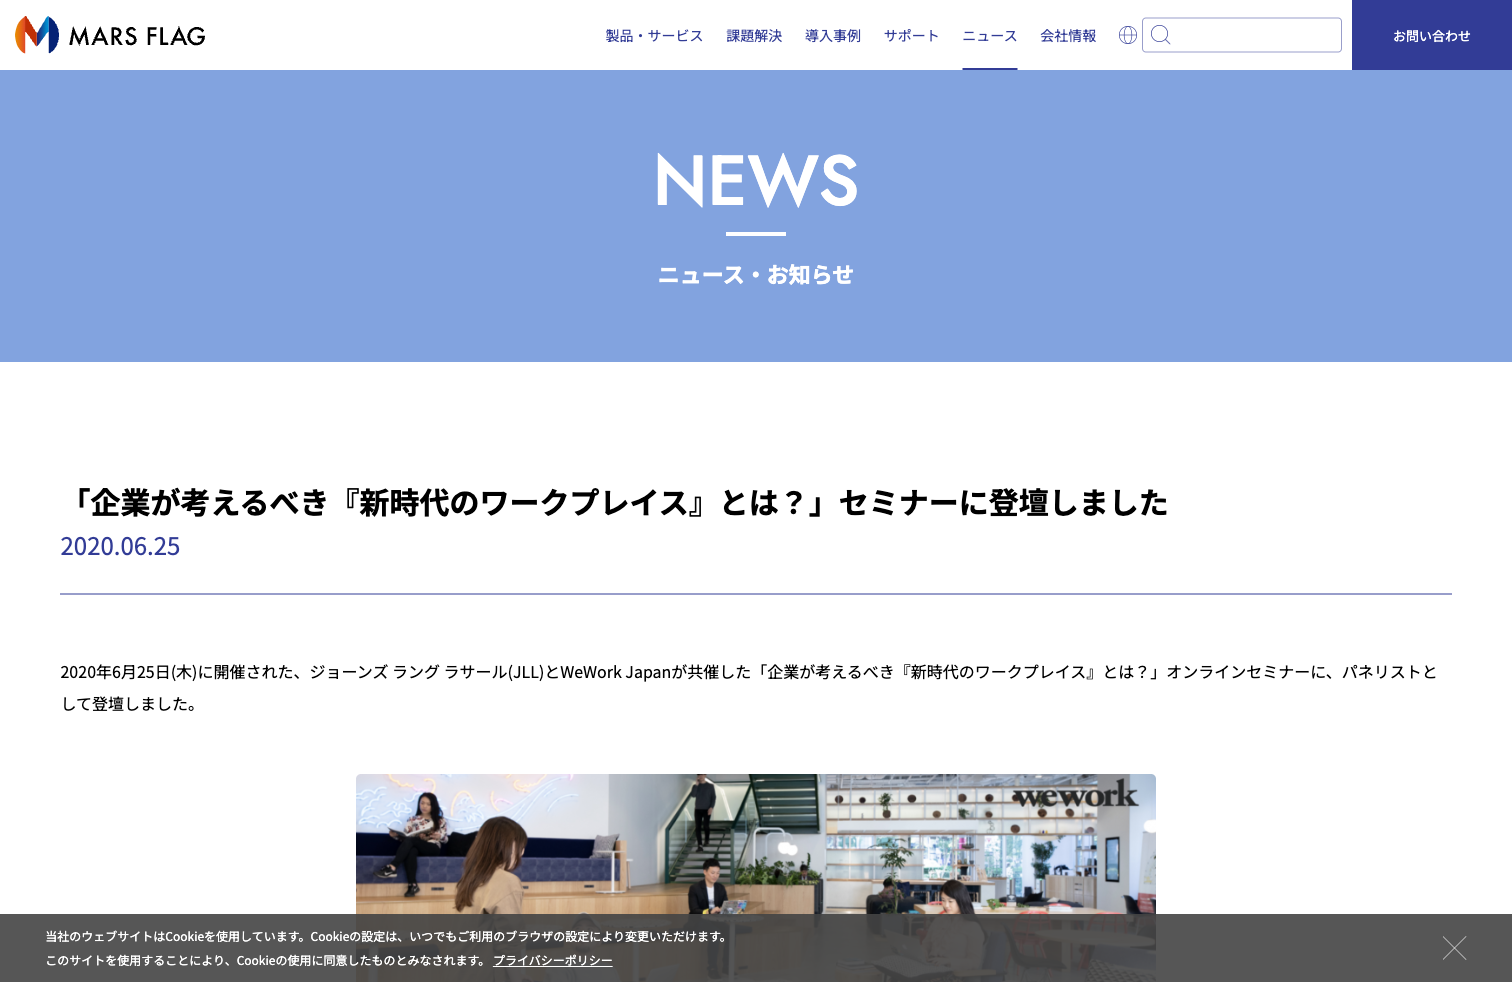 MARS FLAG
製品・サービス 課題解決 導入事例 サポート ニュース 会社情報 お問い合わせ
NEWS
ニュース・お知らせ
「企業が考えるべき『新時代のワークプレイス』とは？」セミナーに登壇しました
2020.06.25
2020年6月25日(木)に開催された、ジョーンズ ラング ラサール(JLL)とWeWork Japanが共催した「企業が考えるべき『新時代のワークプレイス』とは？」オンラインセミナーに、パネリストと
して登壇しました。
wework
当社のウェブサイトはCookieを使用しています。Cookieの設定は、いつでもご利用のブラウザの設定により変更いただけます。
このサイトを使用することにより、Cookieの使用に同意したものとみなされます。 プライバシーポリシー